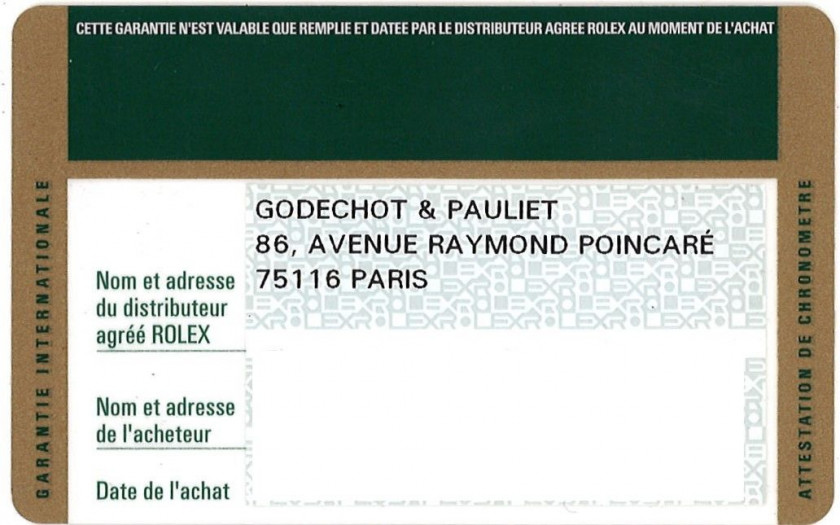 CETTE GARANTIE N'EST VALABLE QUE REMPLIE ET DATEE PAR LE DISTRIBUTEUR AGREE ROLEX AU MOMENT DE L'ACHAT
GARANTIE INTERNATIONALE
GODECHOT & PAULIET
86, AVENUE RAYMOND POINCARÉ
75116 PARIS
Nom et adresse
du distributeur
agréé ROLEX
Nom et adresse
de l'acheteur
Date de l'achat
ATTESTATION DE CHRONOMETRE